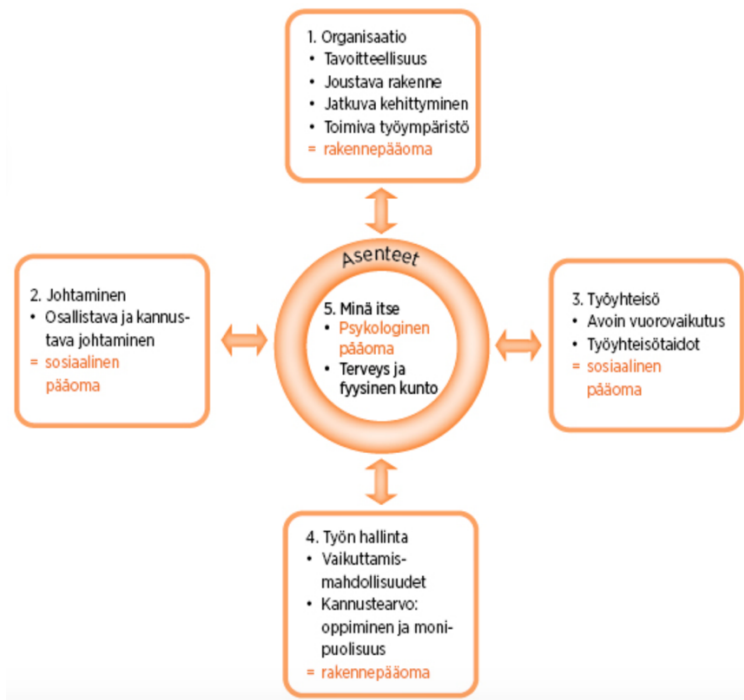 1. Organisaatio
• Tavoitteellisuus
• Joustava rakenne
• Jatkuva kehittyminen
• Toimiva työympäristö
= rakennepääoma
2. Johtaminen
• Osallistava ja kannus-
tava johtaminen
= sosiaalinen
pääoma
Asenteet
5. Minä itse
• Psykologinen
pääoma
• Terveys ja
fyysinen kunto
3. Työyhteisö
• Avoin vuorovaikutus
• Työyhteisötaidot
= sosiaalinen
pääoma
4. Työn hallinta
• Vaikuttamis-
mahdollisuudet
• Kannustearvo:
oppiminen ja moni-
puolisuus
= rakennepääoma